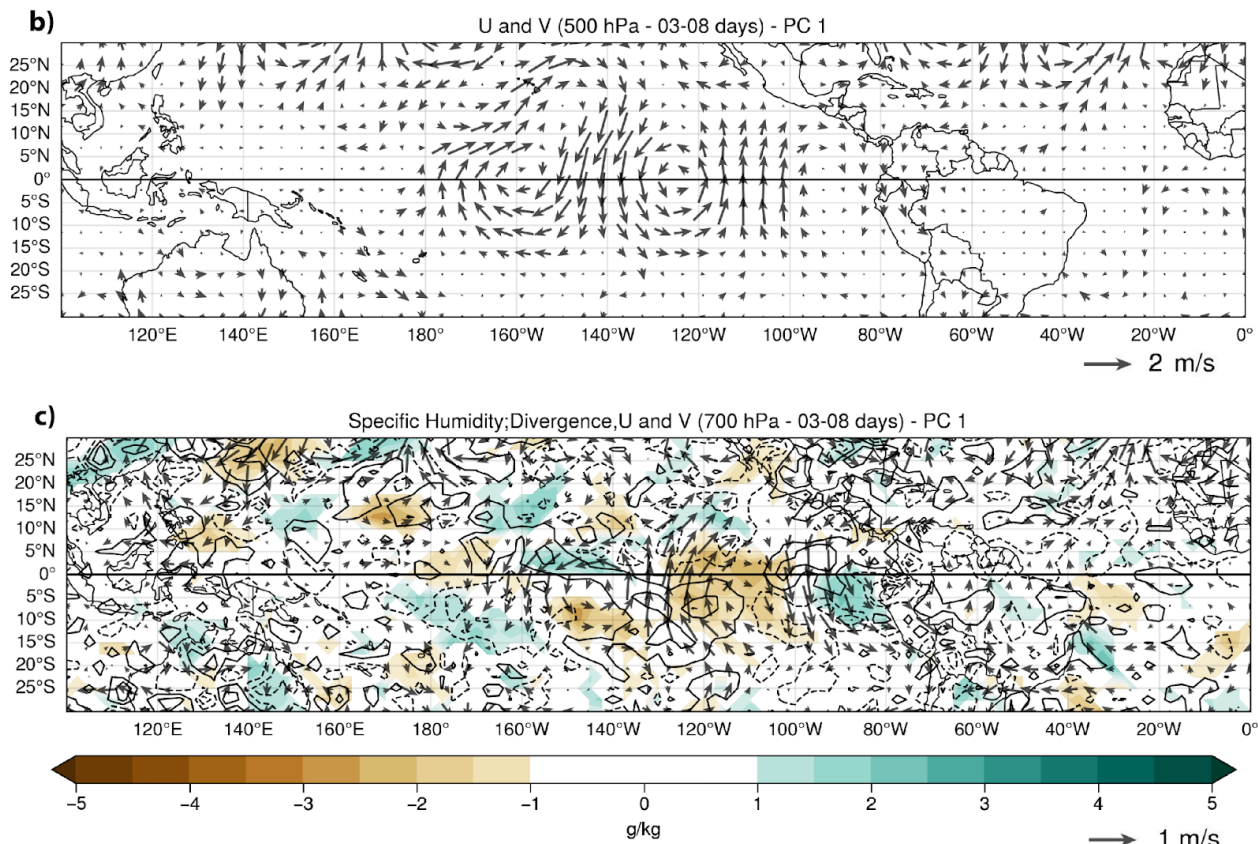 b)
U and V (500 hPa - 03-08 days) - PC 1
25°N
20°N
15°N
10°N
5°N
0°
5°S
10°S
15°S
20°S
25°S
120°E 140°E 160°E 180° 160°W 140°W 120°W 100°W 80°W 60°W 40°W 20°W 0°
2 m/s
c)
Specific Humidity;Divergence,U and V (700 hPa - 03-08 days) - PC 1
25°N
20°N
15°N
10°N
5°N
0°
5°S
10°S
15°S
20°S
25°S
120°E 140°E 160°E 180° 160°W 140°W 120°W 100°W 80°W 60°W 40°W 20°W 0°
−5 −4 −3 −2 −1 0 1 2 3 4 5
g/kg
1 m/s